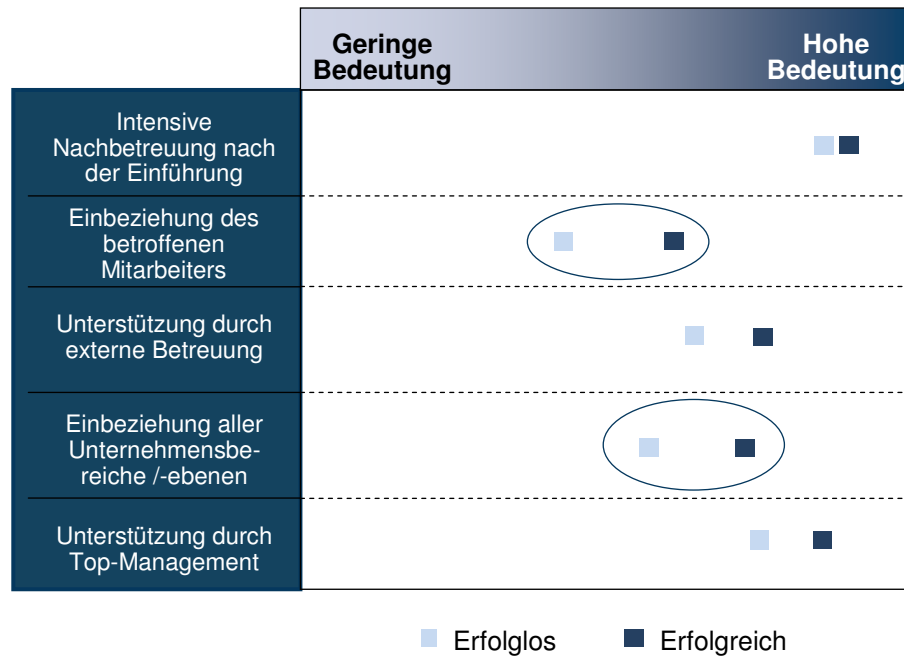 Geringe
Bedeutung
Hohe
Bedeutung
Intensive
Nachbetreuung nach
der Einführung
Einbeziehung des
betroffenen
Mitarbeiters
Unterstützung durch
externe Betreuung
Einbeziehung aller
Unternehmensbe-
reiche /-ebenen
Unterstützung durch
Top-Management
Erfolglos
Erfolgreich